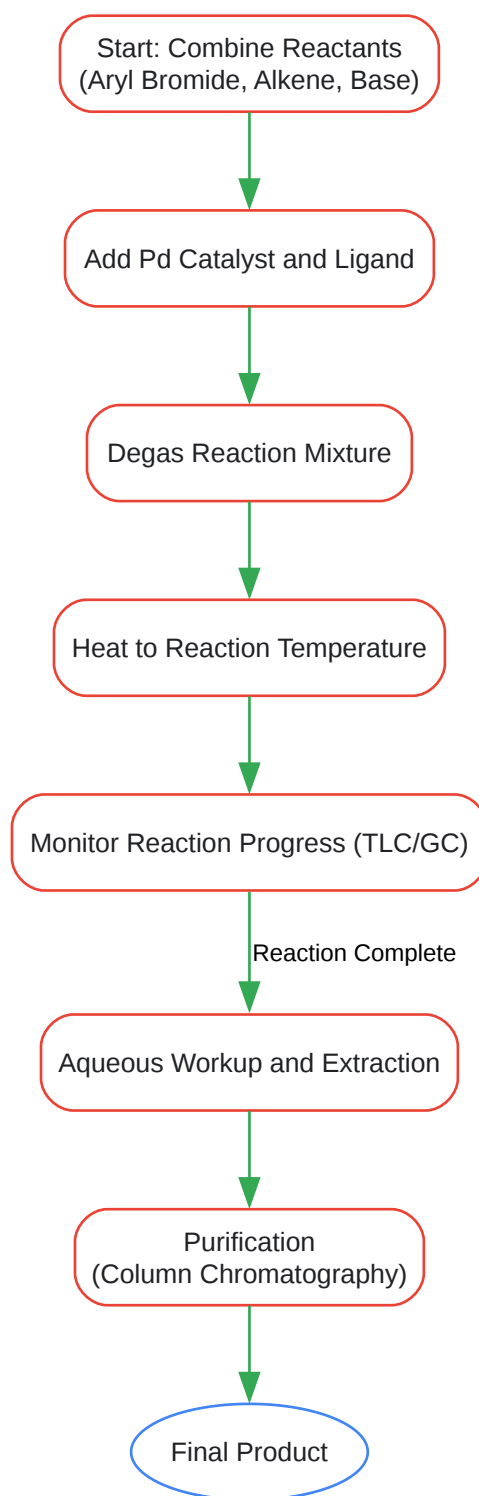 Start: Combine Reactants
(Aryl Bromide, Alkene, Base)
Add Pd Catalyst and Ligand
Degas Reaction Mixture
Heat to Reaction Temperature
Monitor Reaction Progress (TLC/GC)
Reaction Complete
Aqueous Workup and Extraction
Purification
(Column Chromatography)
Final Product